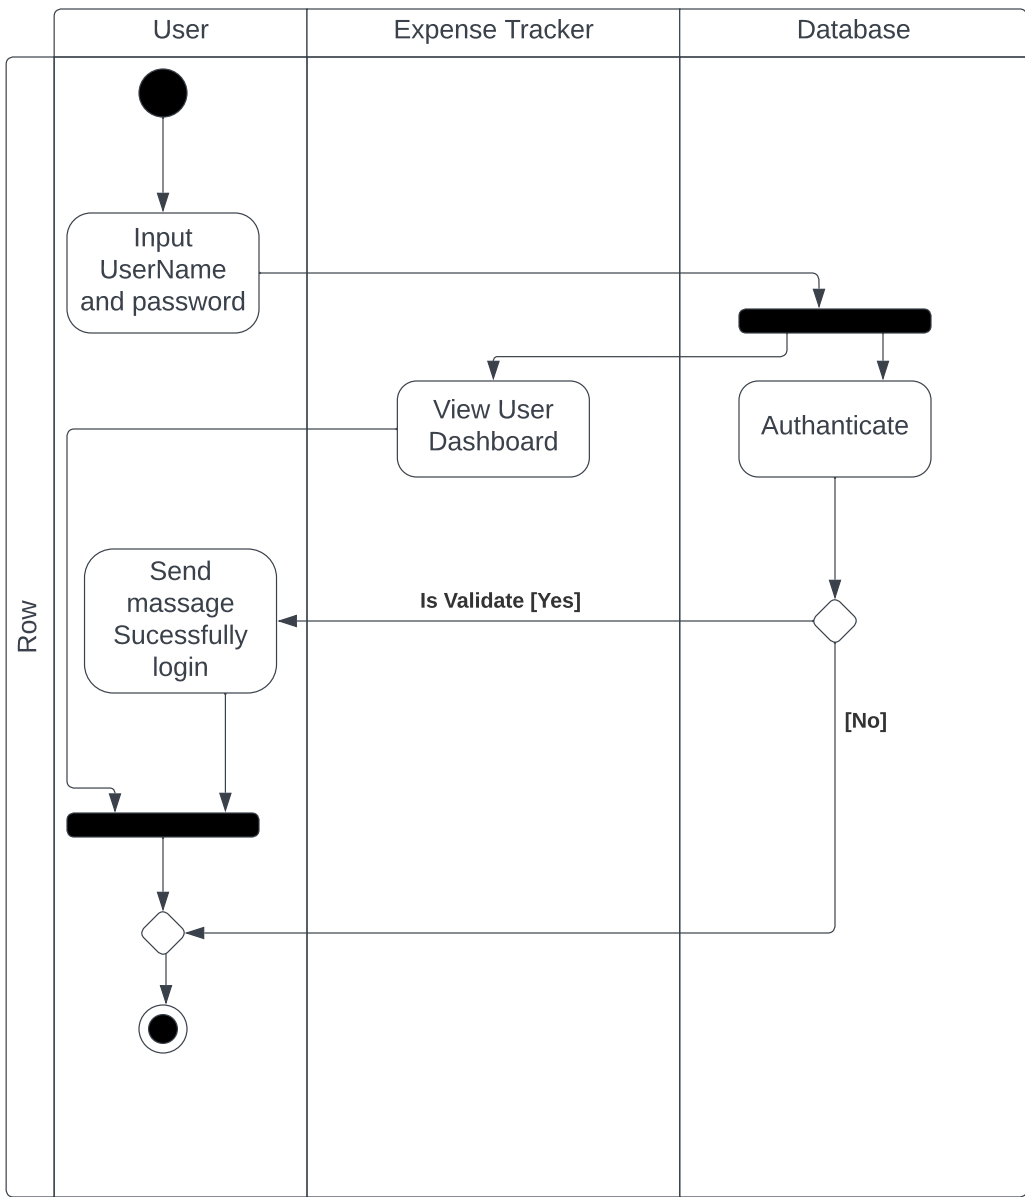 User
Expense Tracker
Database
Row
Input
UserName
and password
View User
Dashboard
Authanticate
Send
massage
Sucessfully
login
Is Validate [Yes]
[No]